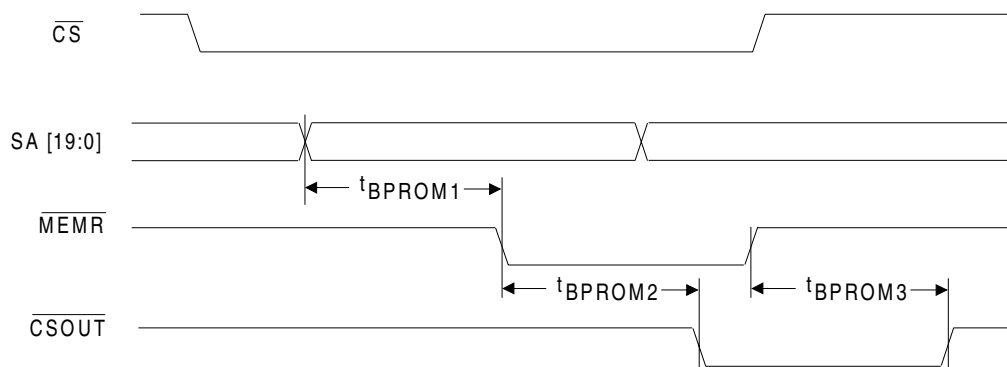 CS
SA [19:0]
tBPROM1
MEMR
tBPROM2
tBPROM3
CSOUT